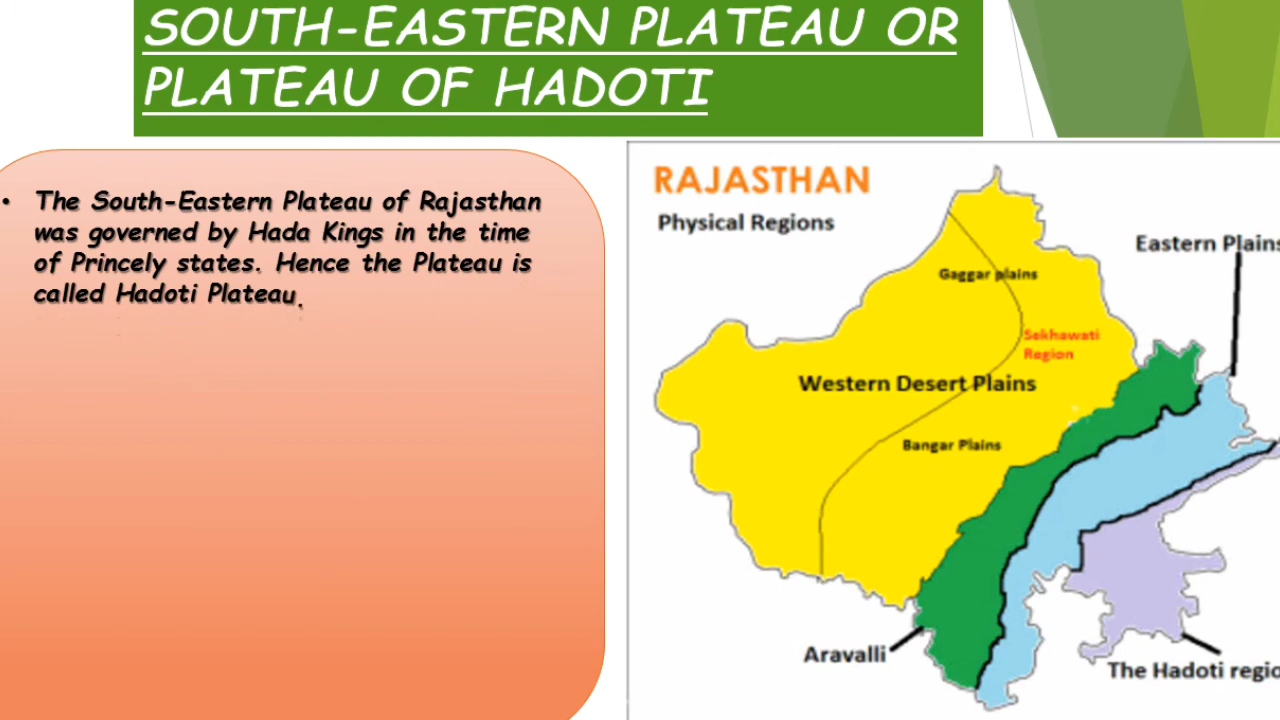 SOUTH-EASTERN PLATEAU OR
PLATEAU OF HADOTI
• The South-Eastern Plateau of Rajasthan
was governed by Hada Kings in the time
of Princely states. Hence the Plateau is
called Hadoti Plateau.
RAJASTHAN
Physical Regions
Eastern Plains
Gaggar plains
Sekhawati
Region
Western Desert Plains
Bangar Plains
Aravalli
The Hadoti regio